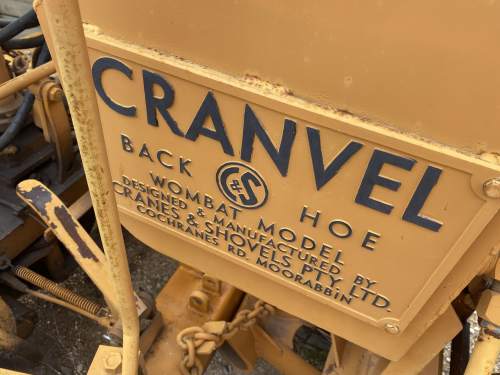 CRANVEL
BACK C&S HOE
WOMBAT MODEL
DESIGNED & MANUFACTURED BY
CRANES & SHOVELS PTY. LTD.
COCHRANES RD. MOORABBIN